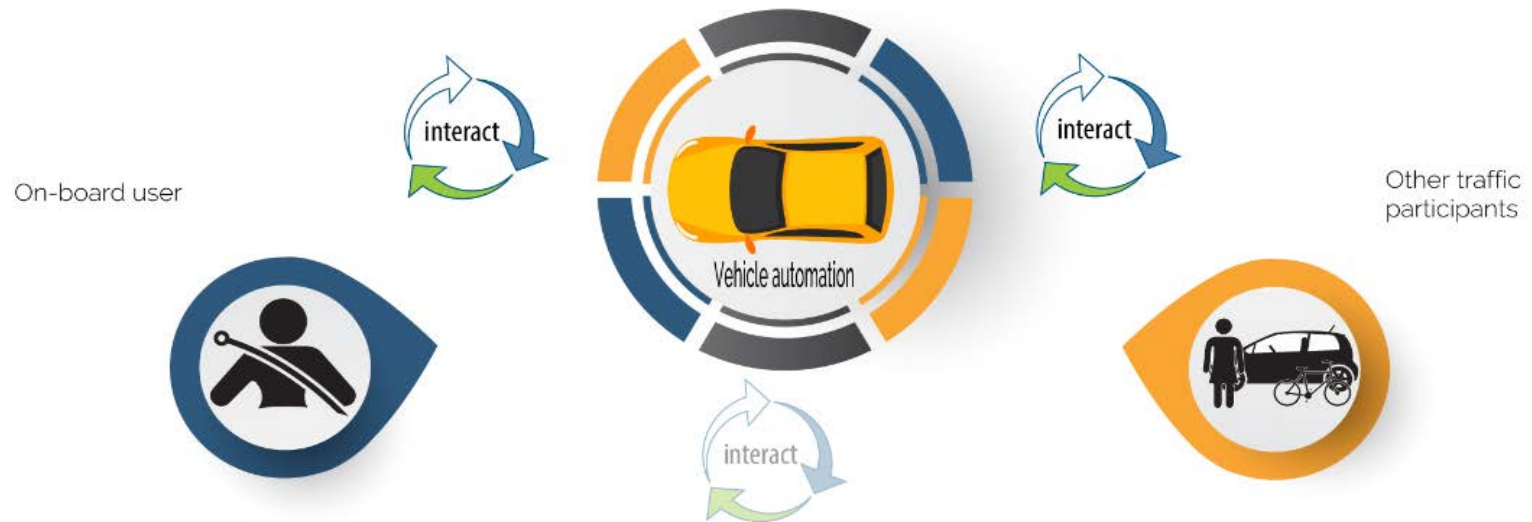 interact
interact
On-board user
Other traffic
participants
Vehicle automation
interact